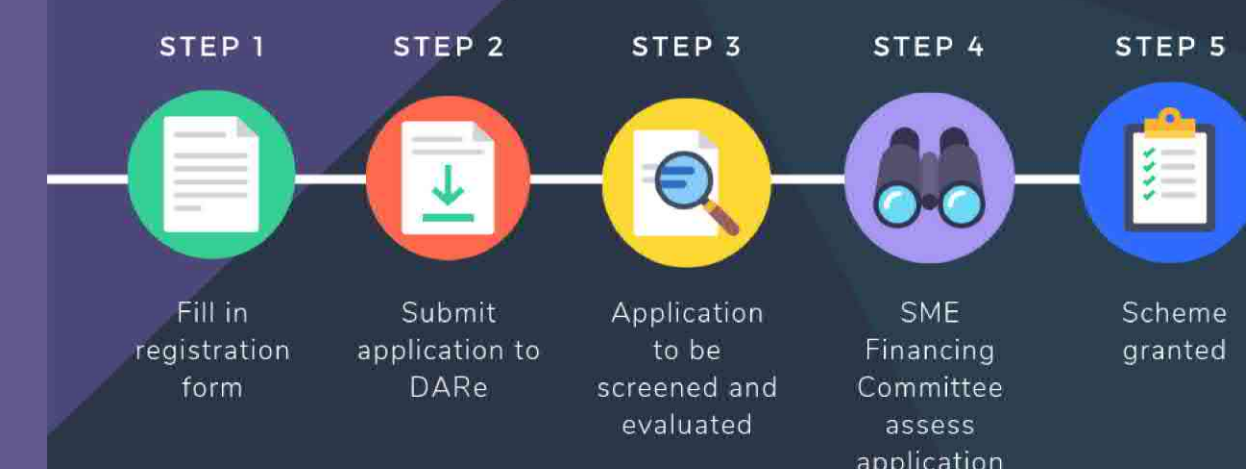 STEP 1
Fill in
registration
form
STEP 2
Submit
application to
DARe
STEP 3
Application
to be
screened and
evaluated
STEP 4
SME
Financing
Committee
assess
application
STEP 5
Scheme
granted